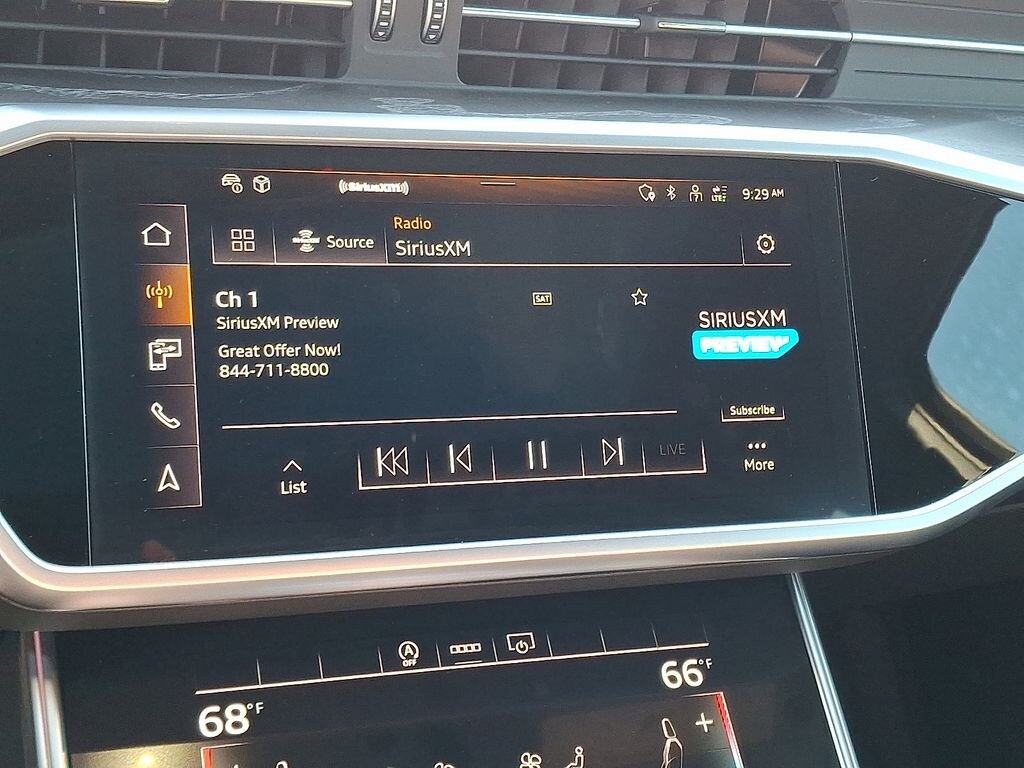 ((SiriusXM))
LTE
9:29 AM
Source
Radio
SiriusXM
Ch 1
SAT
SiriusXM Preview
Great Offer Now!
844-711-8800
SIRIUSXM
PREVIEW
Subscribe
LIVE
List
More
A
OFF
68°F
66°F
+